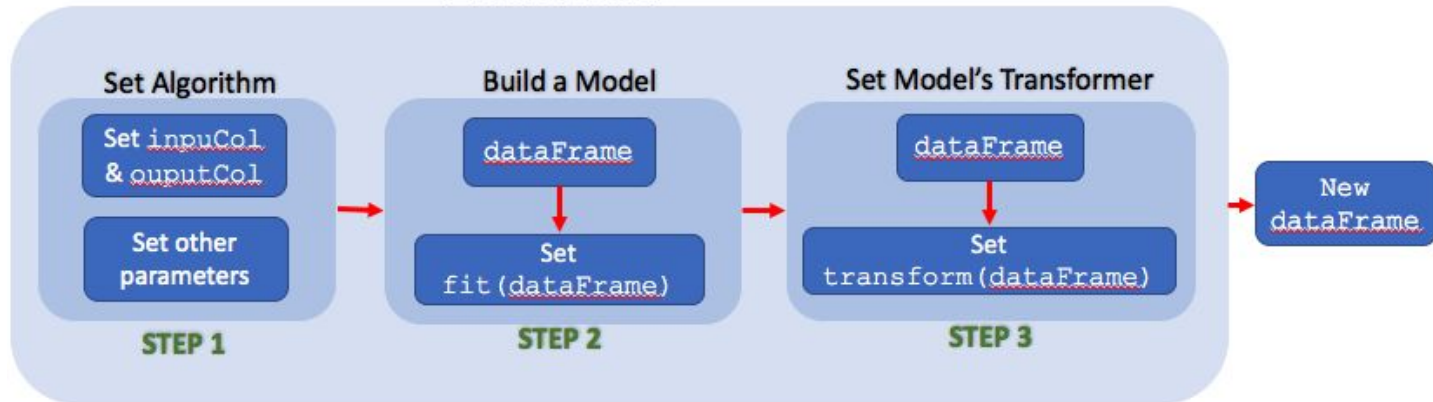 Set Algorithm
Set inpuCol
& ouputCol
Set other
parameters
STEP 1
Build a Model
dataFrame
Set
fit(dataFrame)
STEP 2
Set Model's Transformer
dataFrame
Set
transform(dataFrame)
STEP 3
New
dataFrame